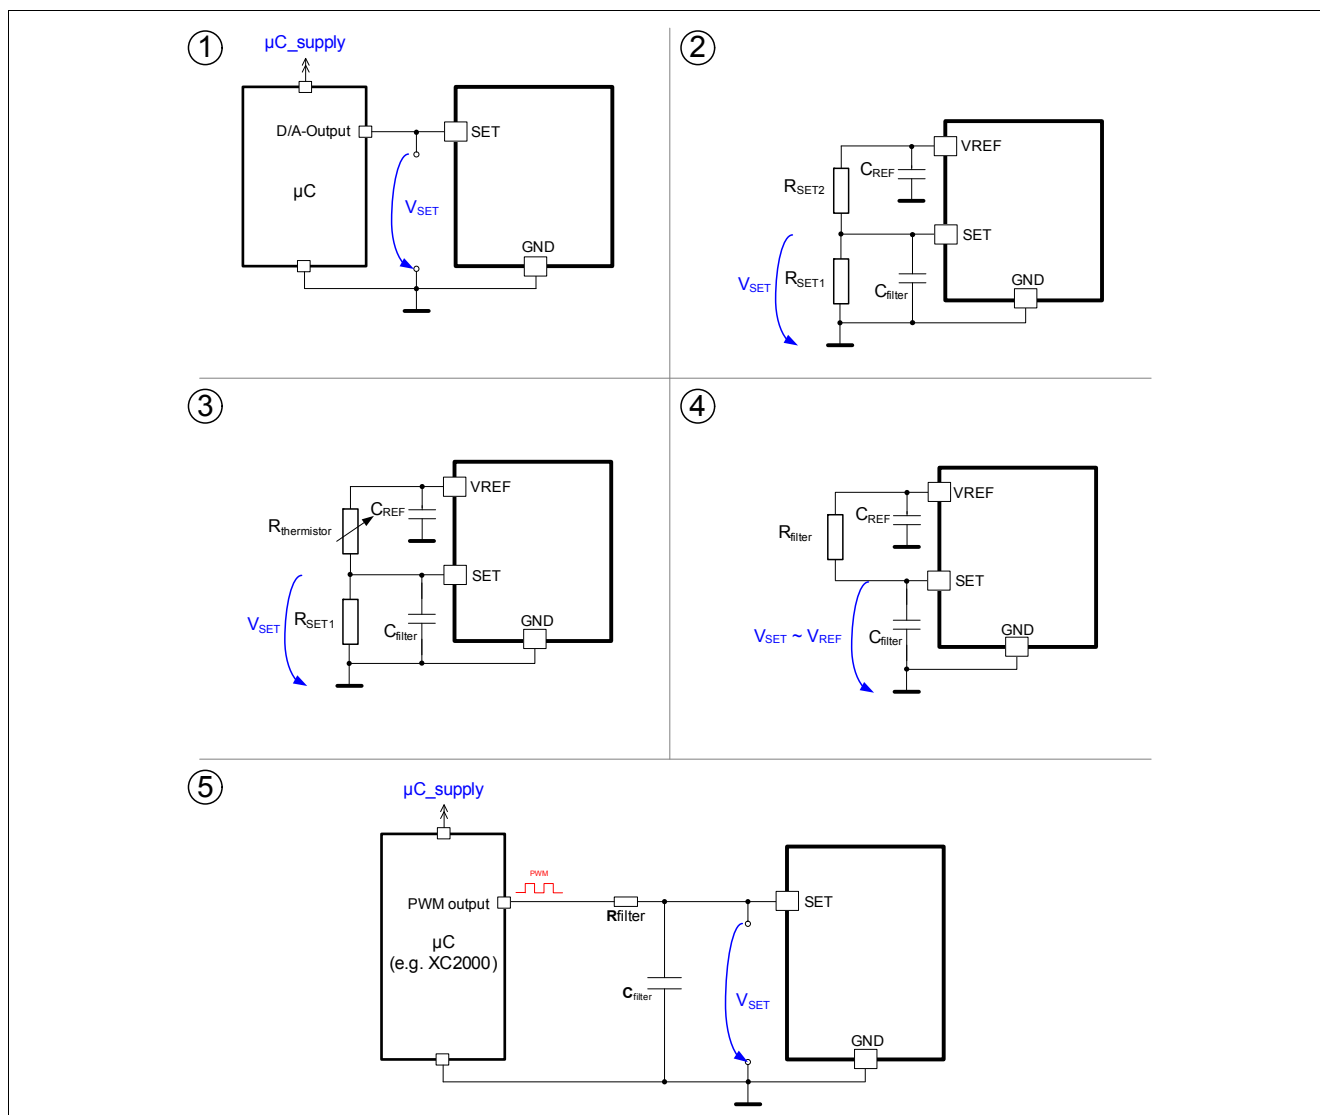 1
µC_supply
D/A-Output
SET
µC
VSET
GND
2
VREF
CREF
RSET2
SET
VSET
RSET1
Cfilter
GND
3
VREF
CREF
Rthermistor
SET
VSET
RSET1
Cfilter
GND
4
VREF
CREF
Rfilter
SET
VSET ~ VREF
Cfilter
GND
5
µC_supply
PWM
PWM output
SET
Rfilter
µC
(e.g. XC2000)
Cfilter
VSET
GND